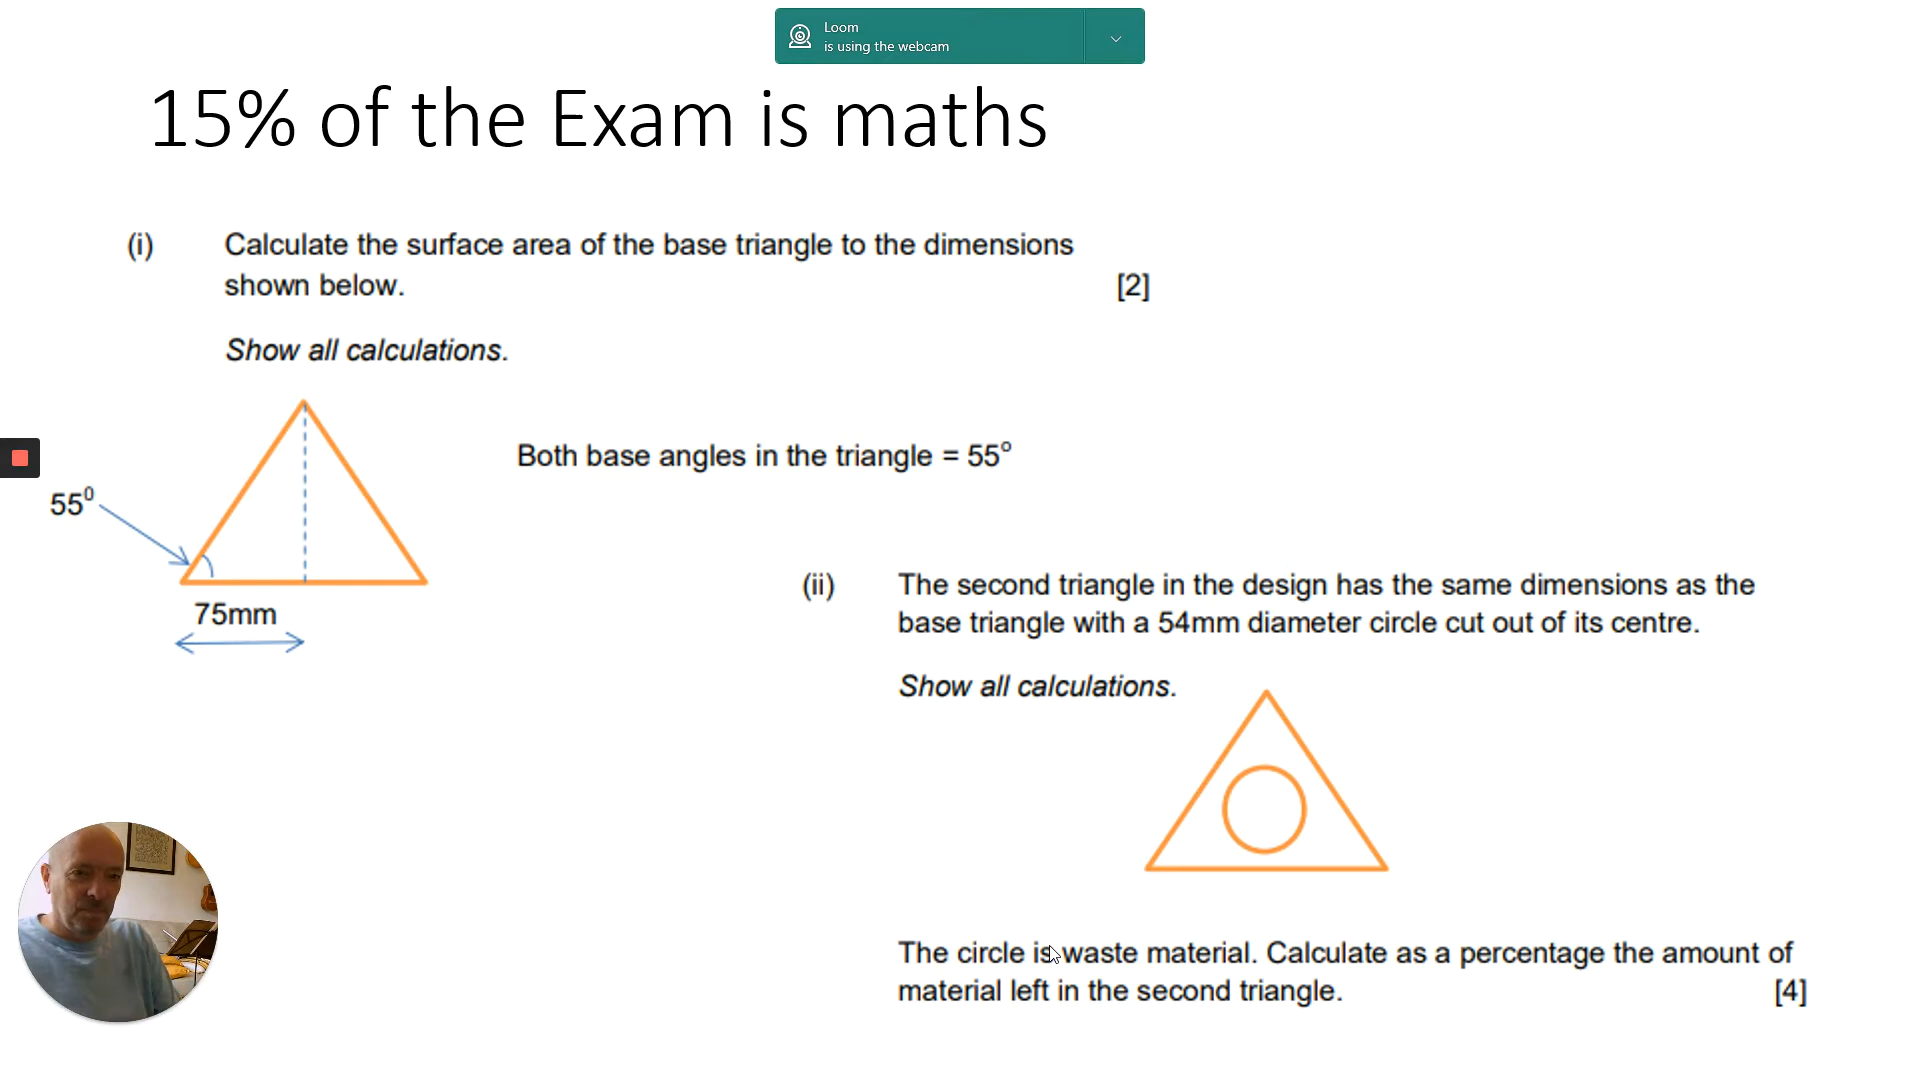 Loom
is using the webcam
15% of the Exam is maths
(i) Calculate the surface area of the base triangle to the dimensions
shown below. [2]
Show all calculations.
Both base angles in the triangle = 55°
55⁰
75mm
(ii) The second triangle in the design has the same dimensions as the
base triangle with a 54mm diameter circle cut out of its centre.
Show all calculations.
The circle is waste material. Calculate as a percentage the amount of
material left in the second triangle. [4]